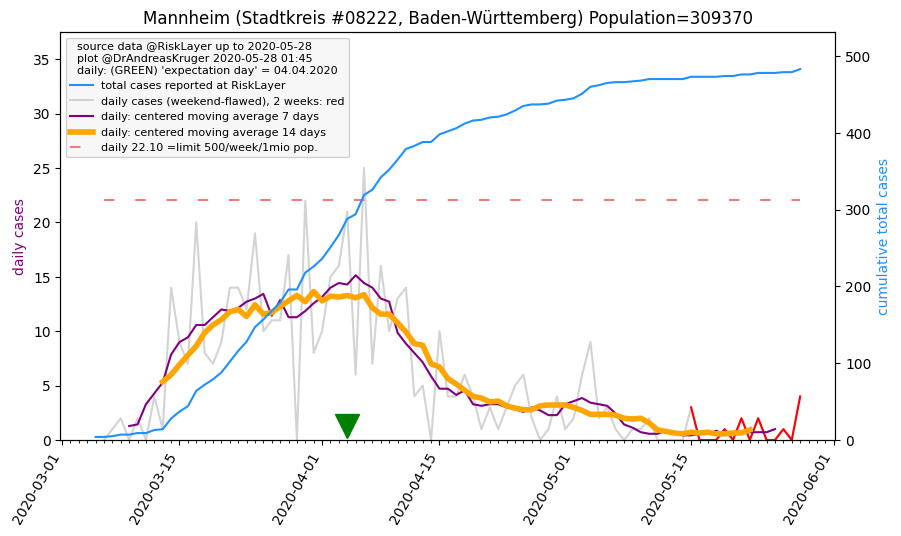 Mannheim (Stadtkreis #08222, Baden-Württemberg) Population=309370
source data @RiskLayer up to 2020-05-28
plot @DrAndreasKruger 2020-05-28 01:45
daily: (GREEN) 'expectation day' = 04.04.2020
total cases reported at RiskLayer
daily cases (weekend-flawed), 2 weeks: red
daily: centered moving average 7 days
daily: centered moving average 14 days
daily 22.10 =limit 500/week/1mio pop.
daily cases
35
30
25
20
15
10
5
0
500
400
300
200
100
0
cumulative total cases
2020-03-01
2020-03-15
2020-04-01
2020-04-15
2020-05-01
2020-05-15
2020-06-01